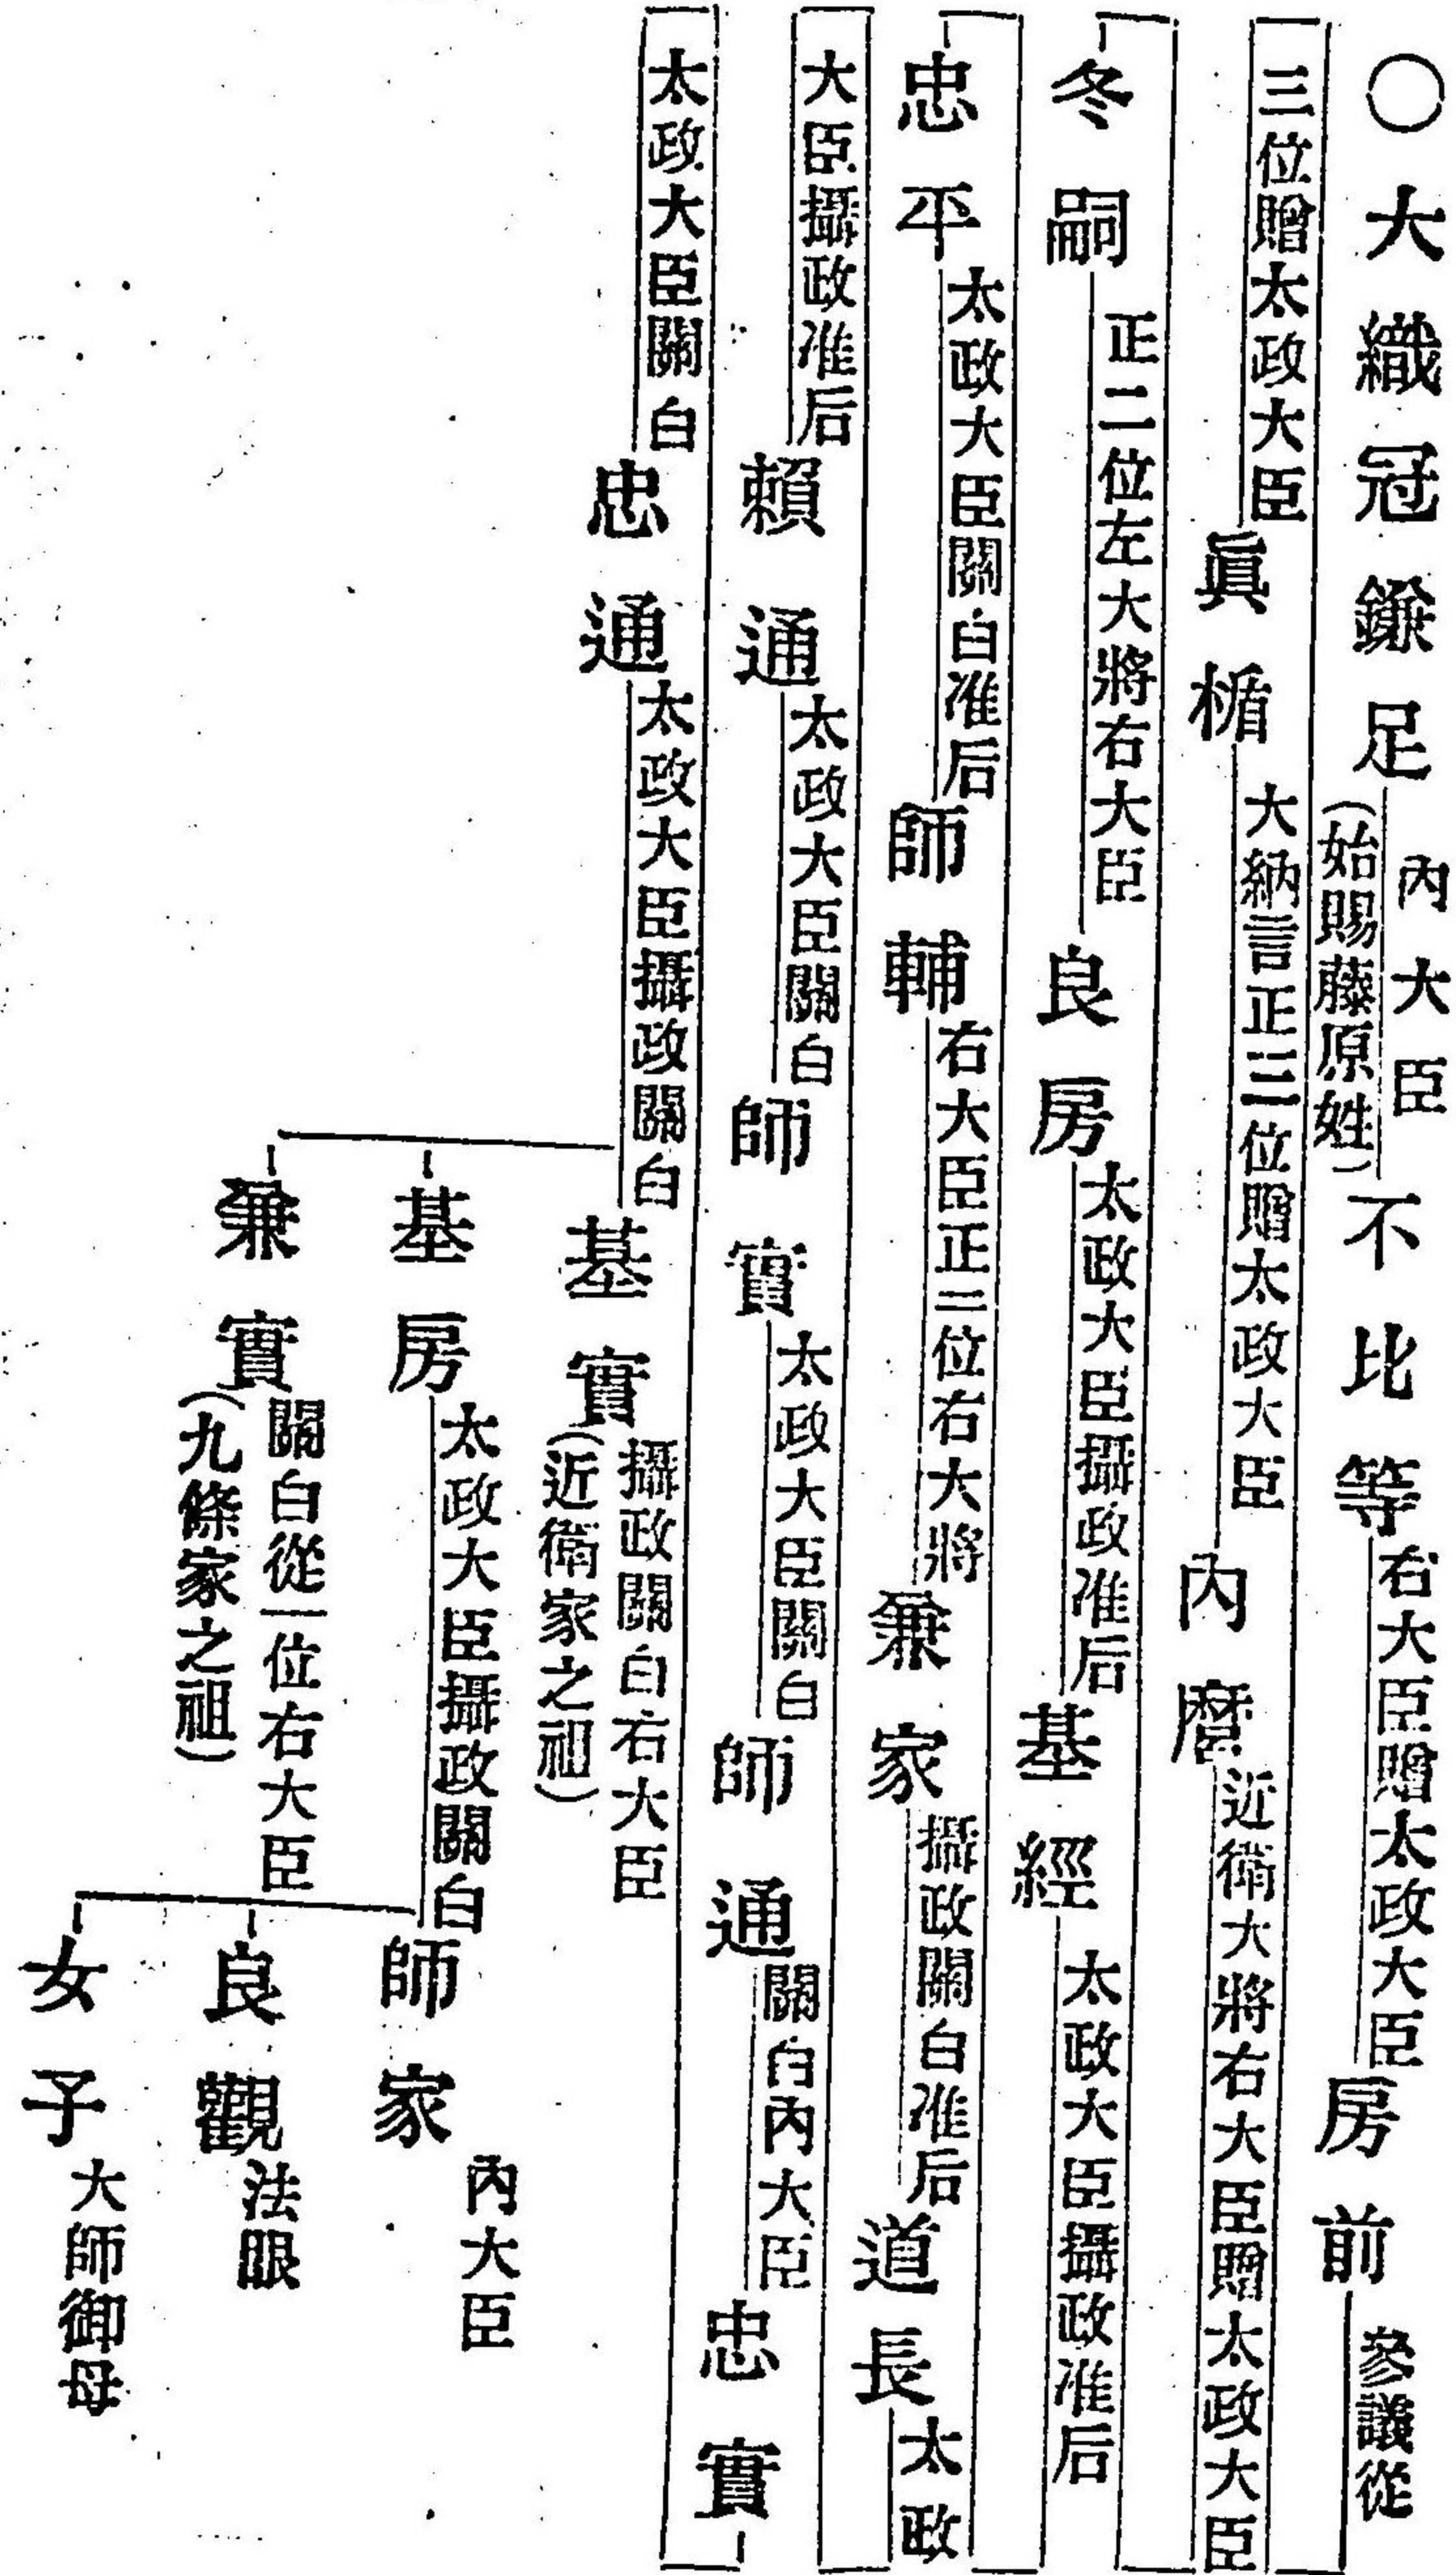 〇大織冠鎌足 內大臣(始賜藤原姓) 不比等 右大臣贈太政大臣 房前 參議從
三位贈太政大臣 眞楯 大納言正三位贈太政大臣 內麿 近衞大將右大臣贈太政大臣
冬嗣 正二位左大將右大臣 良房 太政大臣攝政准后 基經 太政大臣攝政准后
忠平 太政大臣關白准后 師輔 右大臣正二位右大將 兼家 攝政關白准后 道長 太政
大臣攝政准后 賴通 太政大臣關白 師實 太政大臣關白 師通 關白內大臣 忠實
太政大臣關白 忠通 太政大臣攝政關白
基實 攝政關白右大臣(近衞家之祖)
基房 太政大臣攝政關白
兼實 關白從一位右大臣(九條家之祖)
師家 內大臣
良觀 法眼
女子 大師御母